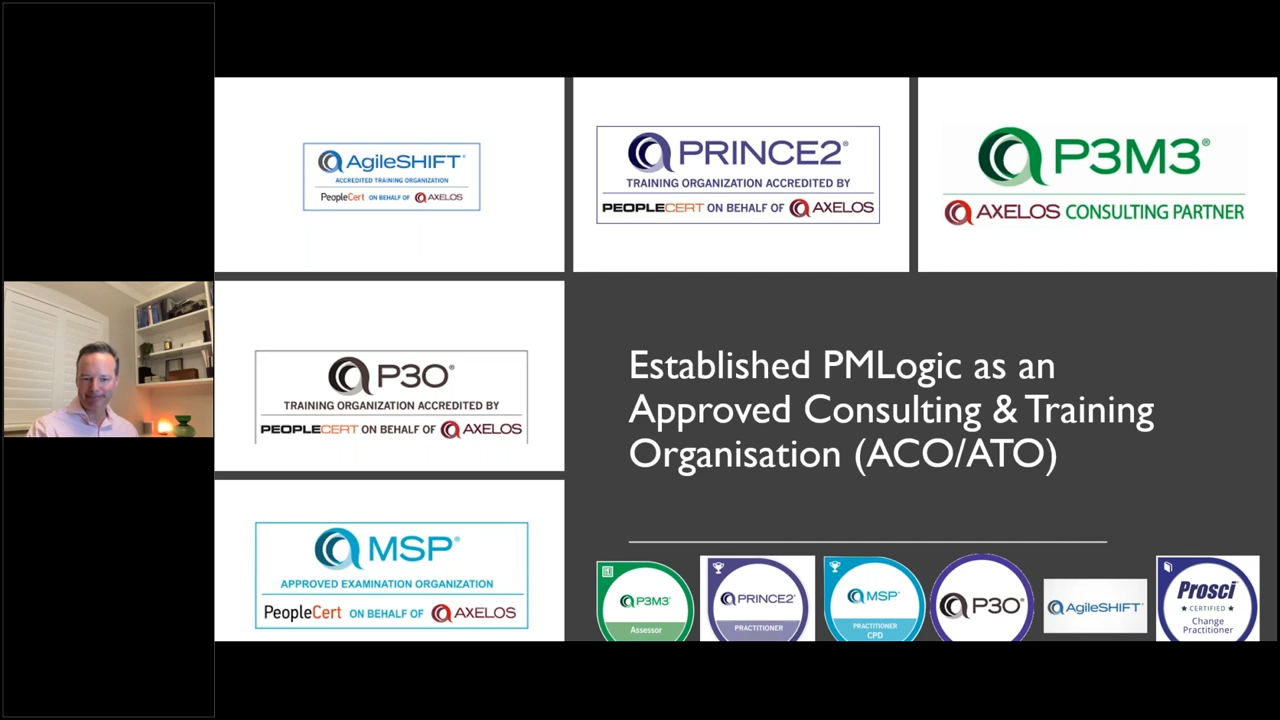 AgileSHIFT®
ACCREDITED TRAINING ORGANIZATION
PeopleCert ON BEHALF OF AXELOS
PRINCE2®
TRAINING ORGANIZATION ACCREDITED BY
PEOPLECERT ON BEHALF OF AXELOS
P3M3®
AXELOS CONSULTING PARTNER
P3O®
TRAINING ORGANIZATION ACCREDITED BY
PEOPLECERT ON BEHALF OF AXELOS
Established PMLogic as an
Approved Consulting & Training
Organisation (ACO/ATO)
MSP®
APPROVED EXAMINATION ORGANIZATION
PeopleCert ON BEHALF OF AXELOS
P3M3®
Assessor
PRINCE2®
PRACTITIONER
MSP®
PRACTITIONER
CPD
P3O®
AgileSHIFT®
Prosci
CERTIFIED
Change
Practitioner